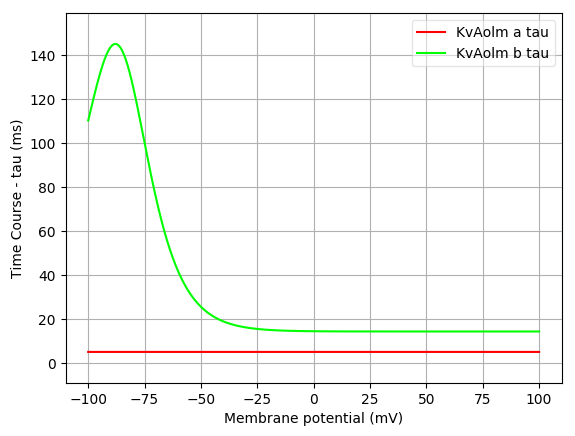 KvAolm a tau
KvAolm b tau
Time Course - tau (ms)
140
120
100
80
60
40
20
0
−100 −75 −50 −25 0 25 50 75 100
Membrane potential (mV)